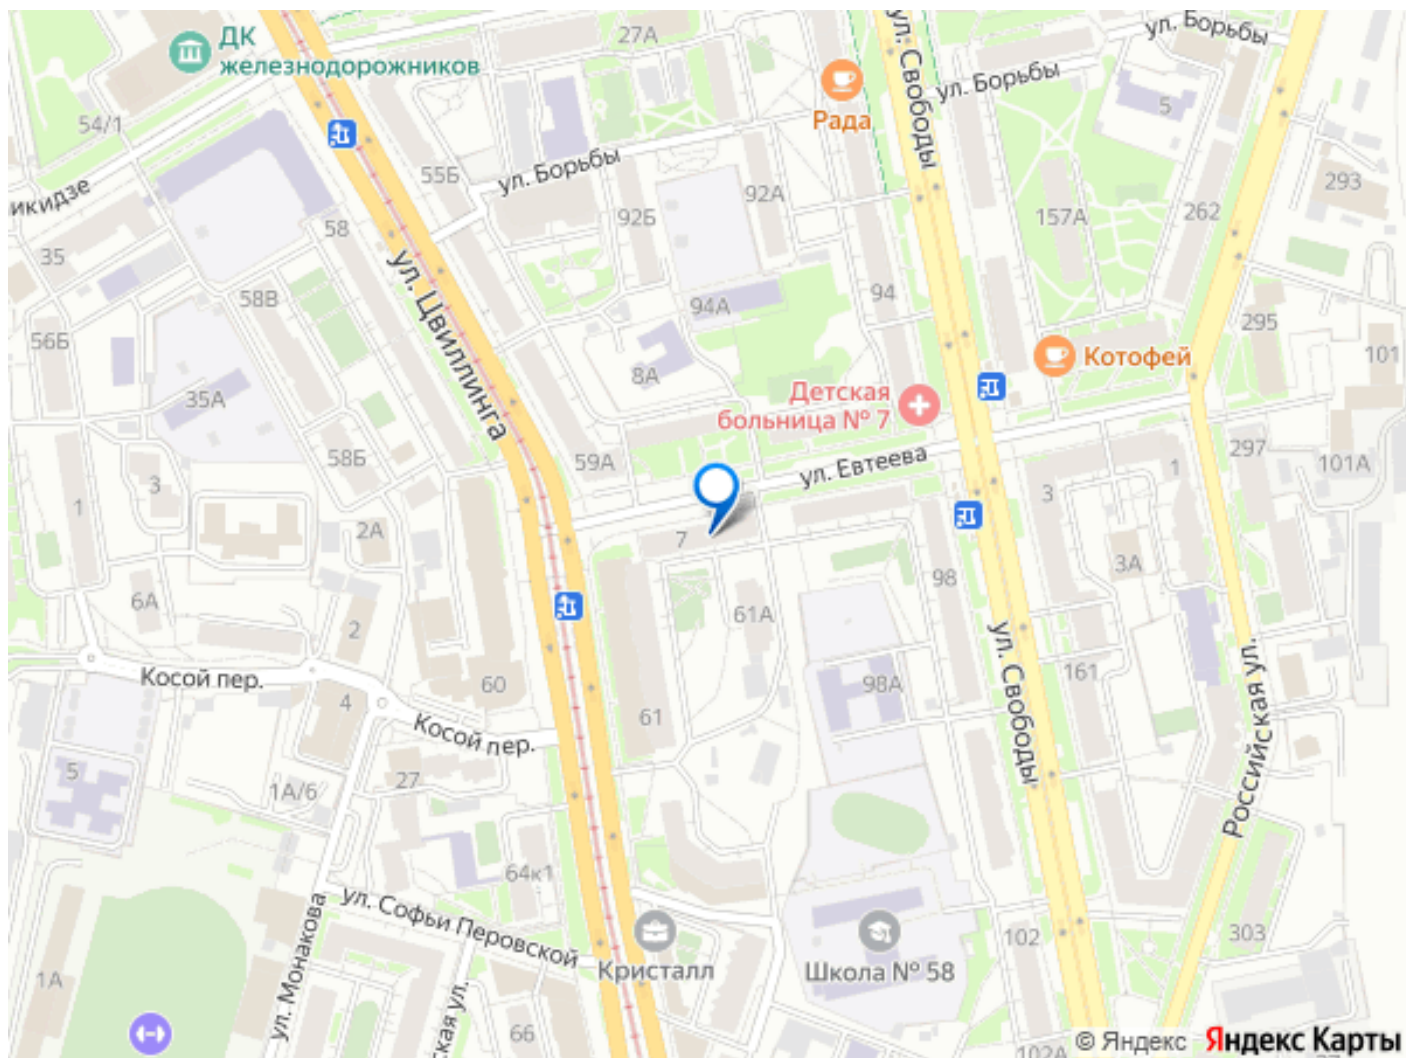 ДК
железнодорожников
27А
ул. Свободы
ул. Борьбы
ул. Борьбы
5
Рада
54/1
55Б
ул. Борьбы
92А
92Б
157А
262
293
икидзе
58
35
ул. Цвиллинга
58В
94А
94
295
56Б
101
8А
Котофей
Детская
больница № 7
35А
58Б
59А
ул. Евтеева
297
101А
1
3
1
3
2А
7
3А
6А
2
61А
98
ул. Свободы
161
Косой пер.
60
98А
4
61
Косой пер.
Российская ул.
5
27
1А/6
64к1
ул. Софьи Перовской
ул. Монакова
102
303
Кристалл
Школа № 58
1А
ская ул.
66
102А
© Яндекс
Яндекс Карты